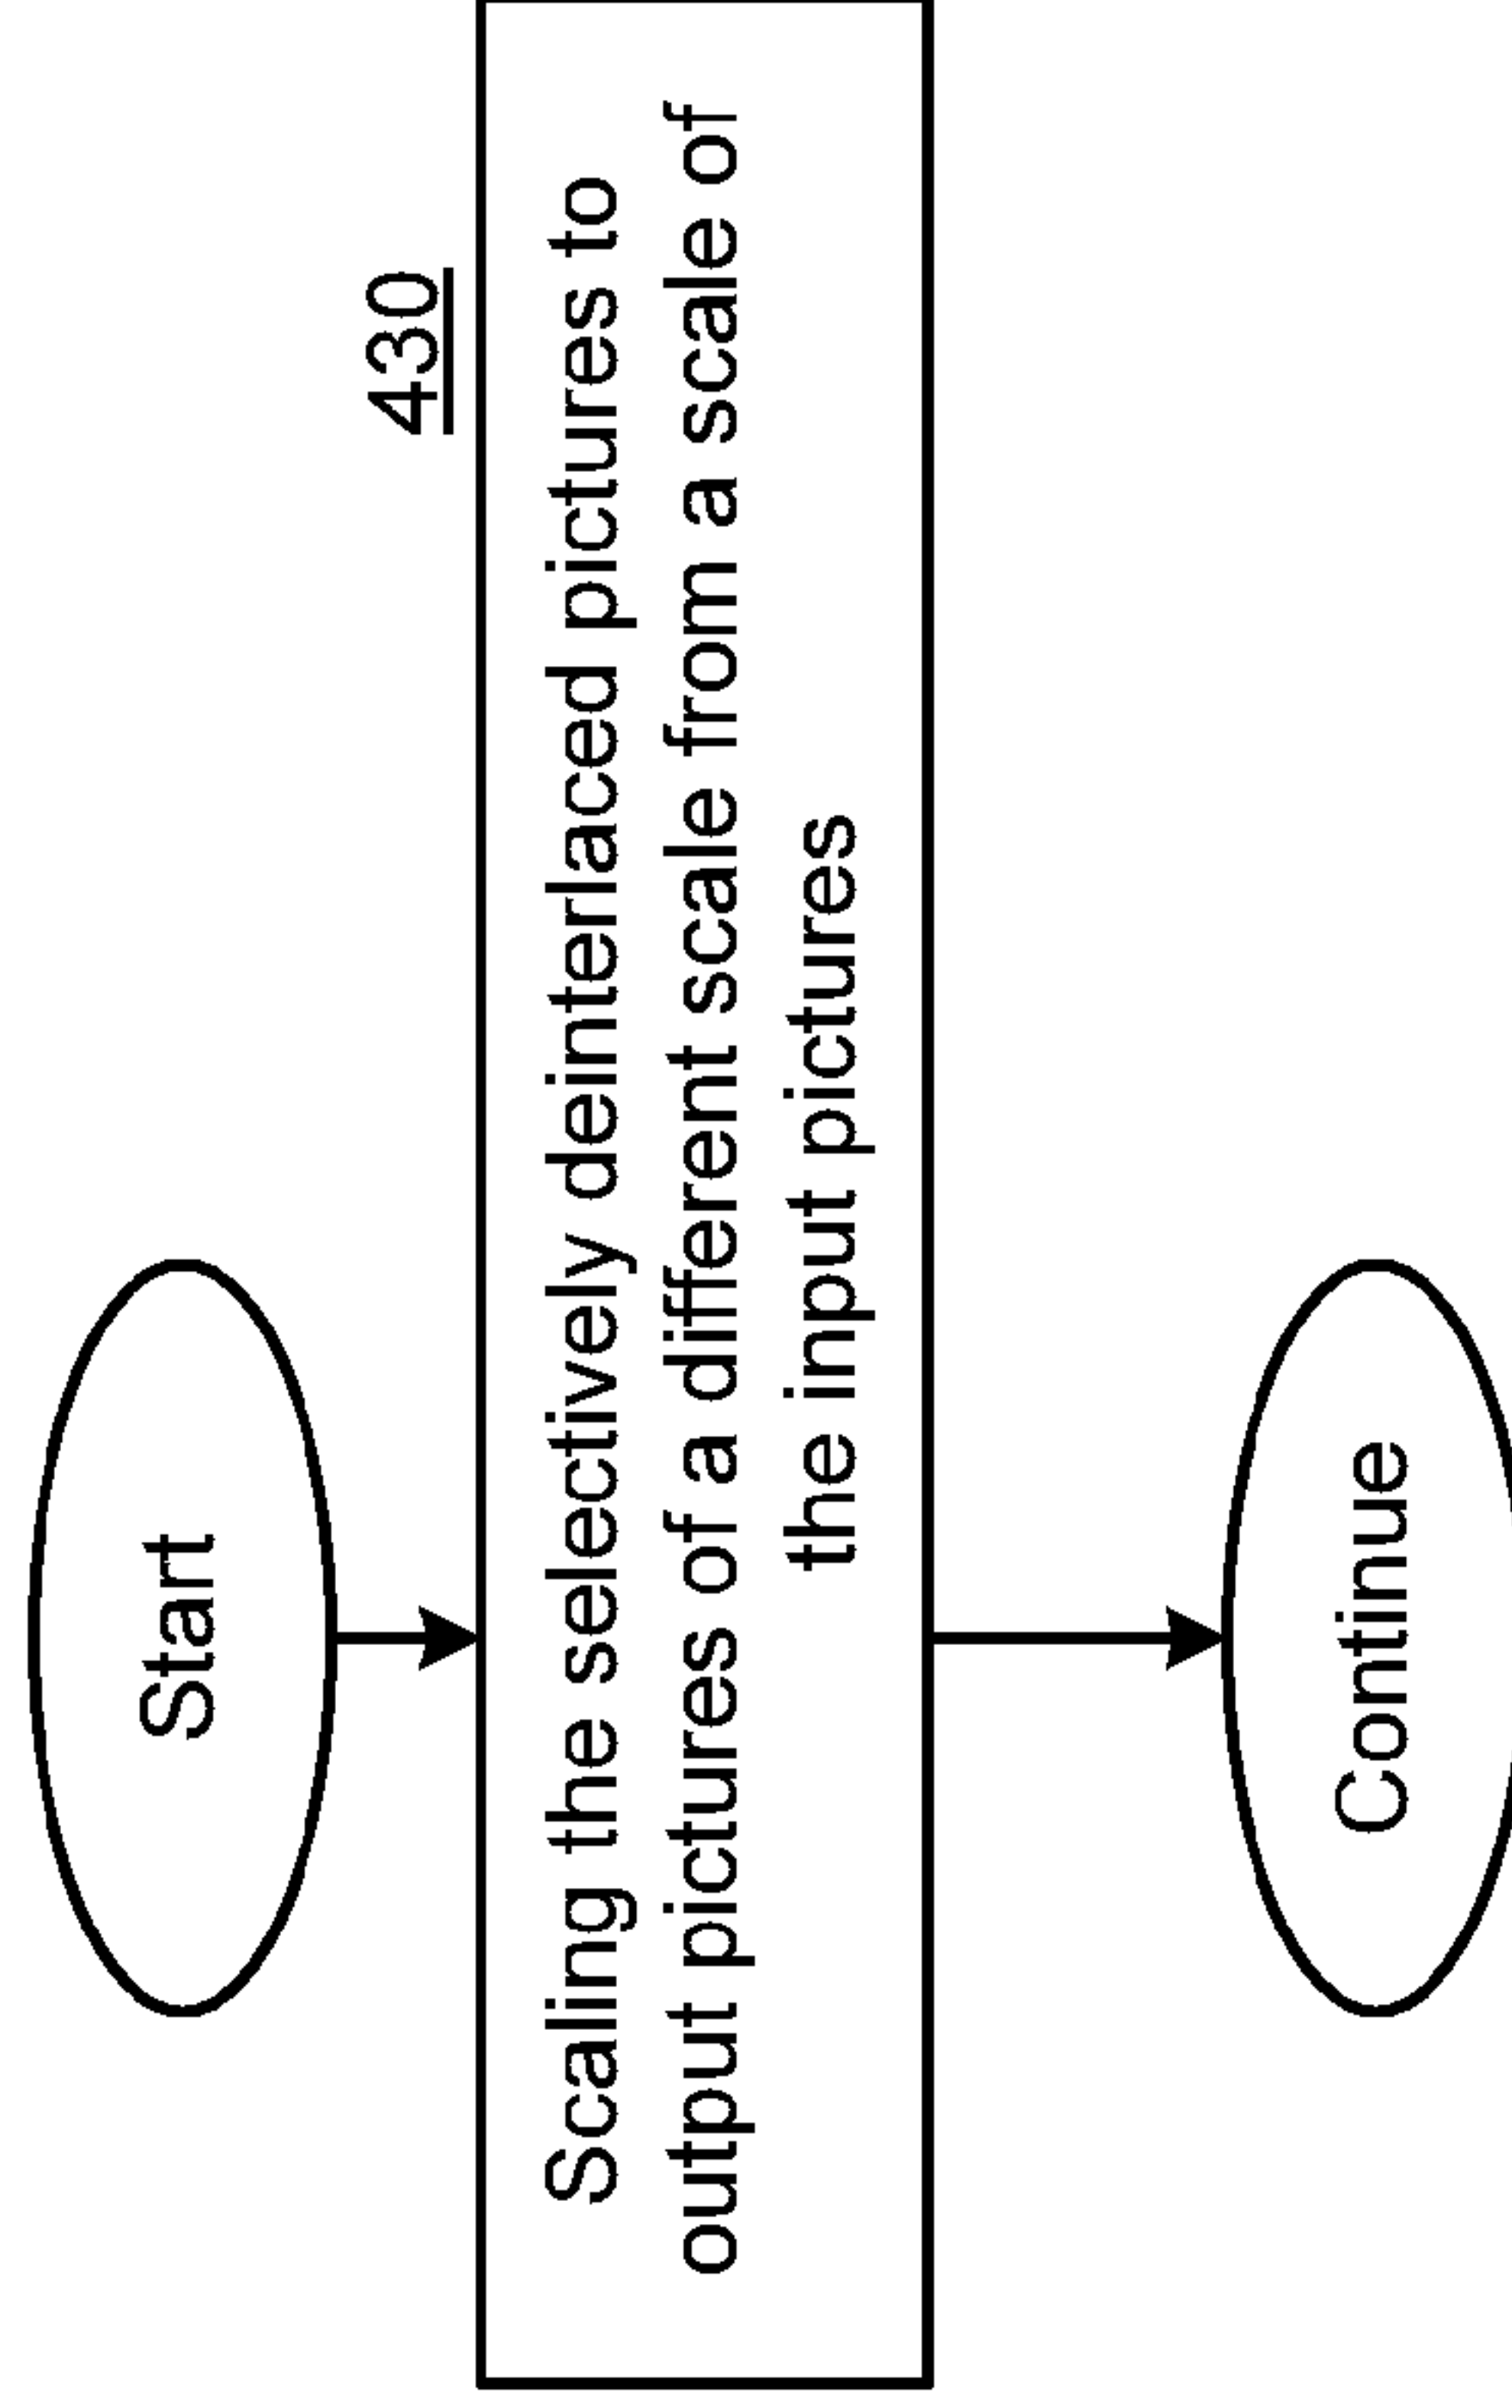 Start
430
Scaling the selectively deinterlaced pictures to
output pictures of a different scale from a scale of
the input pictures
Continue